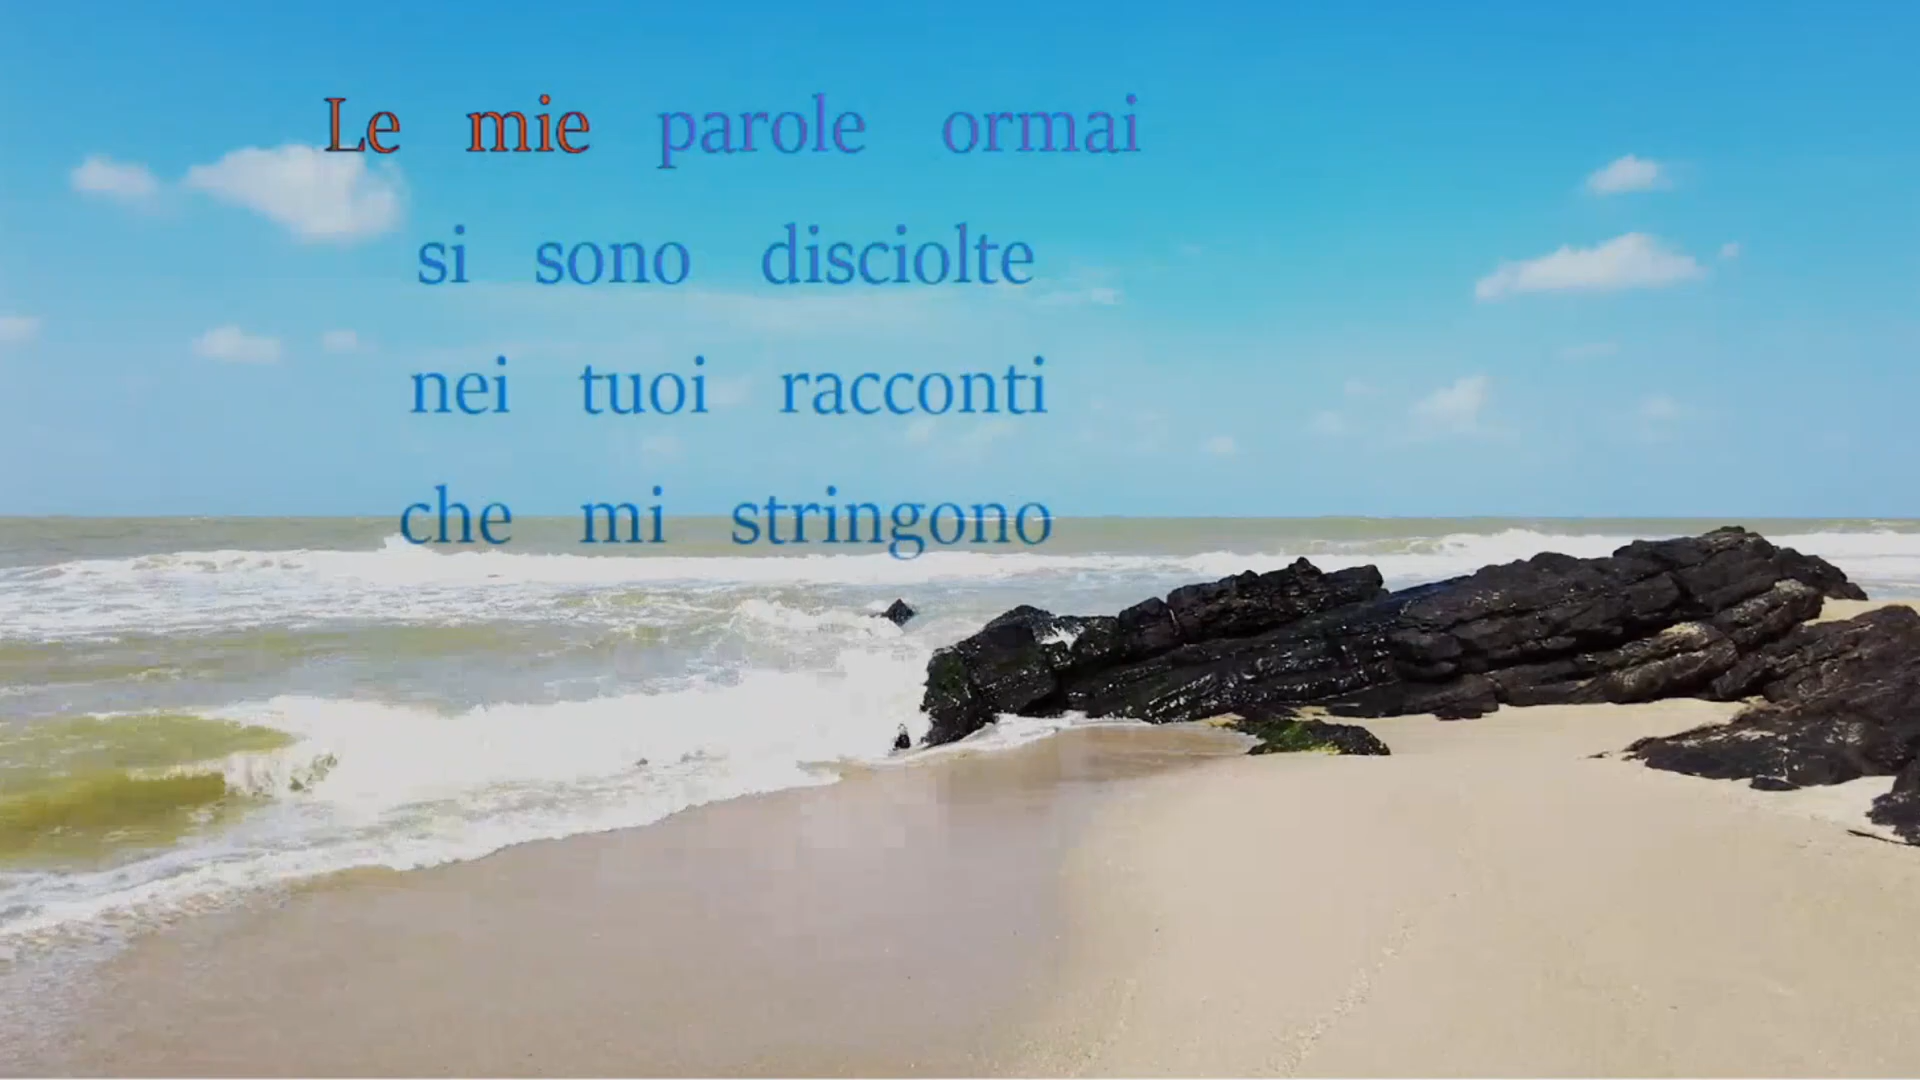 Le mie parole ormai
si sono disciolte
nei tuoi racconti
che mi stringono